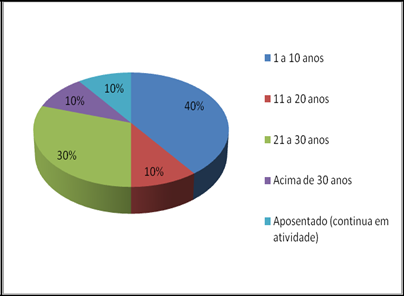 10%
10%
40%
30%
10%
1 a 10 anos
11 a 20 anos
21 a 30 anos
Acima de 30 anos
Aposentado (continua em
atividade)